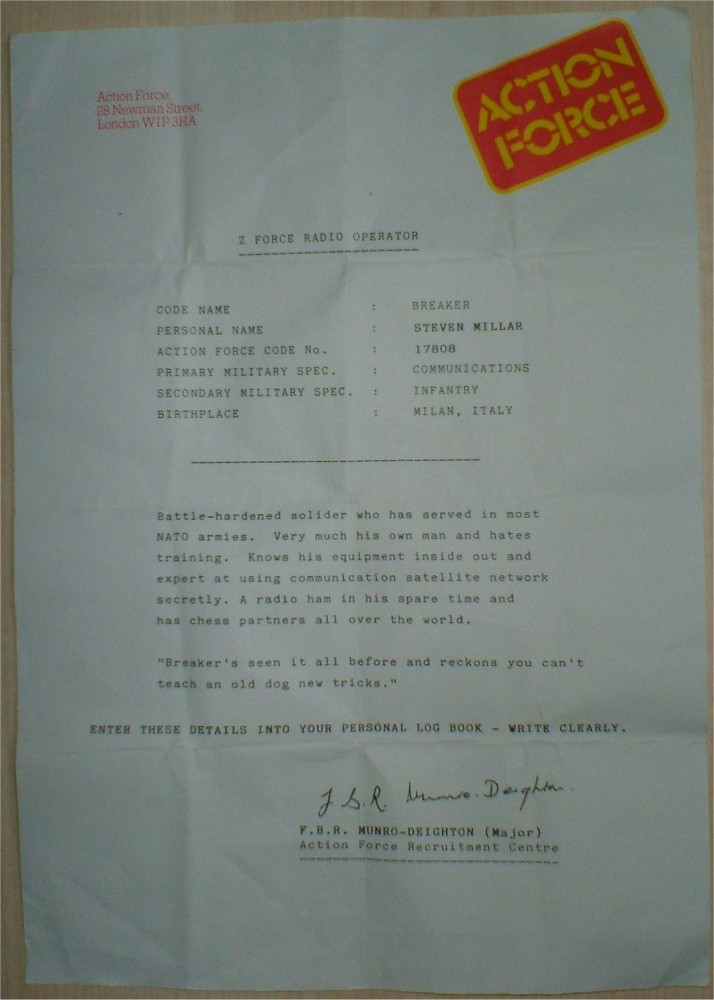 Action Force,
28 Newman Street,
London W1P 3HA
ACTION
FORCE
Z FORCE RADIO OPERATOR
CODE NAME : BREAKER
PERSONAL NAME : STEVEN MILLAR
ACTION FORCE CODE No. : 17808
PRIMARY MILITARY SPEC. : COMMUNICATIONS
SECONDARY MILITARY SPEC. : INFANTRY
BIRTHPLACE : MILAN, ITALY
Battle-hardened solider who has served in most
NATO armies. Very much his own man and hates
training. Knows his equipment inside out and
expert at using communication satellite network
secretly. A radio ham in his spare time and
has chess partners all over the world.
"Breaker's seen it all before and reckons you can't
teach an old dog new tricks."
ENTER THESE DETAILS INTO YOUR PERSONAL LOG BOOK - WRITE CLEARLY.
F.B.R. Munro-Deighton.
F.B.R. MUNRO-DEIGHTON (Major)
Action Force Recruitment Centre